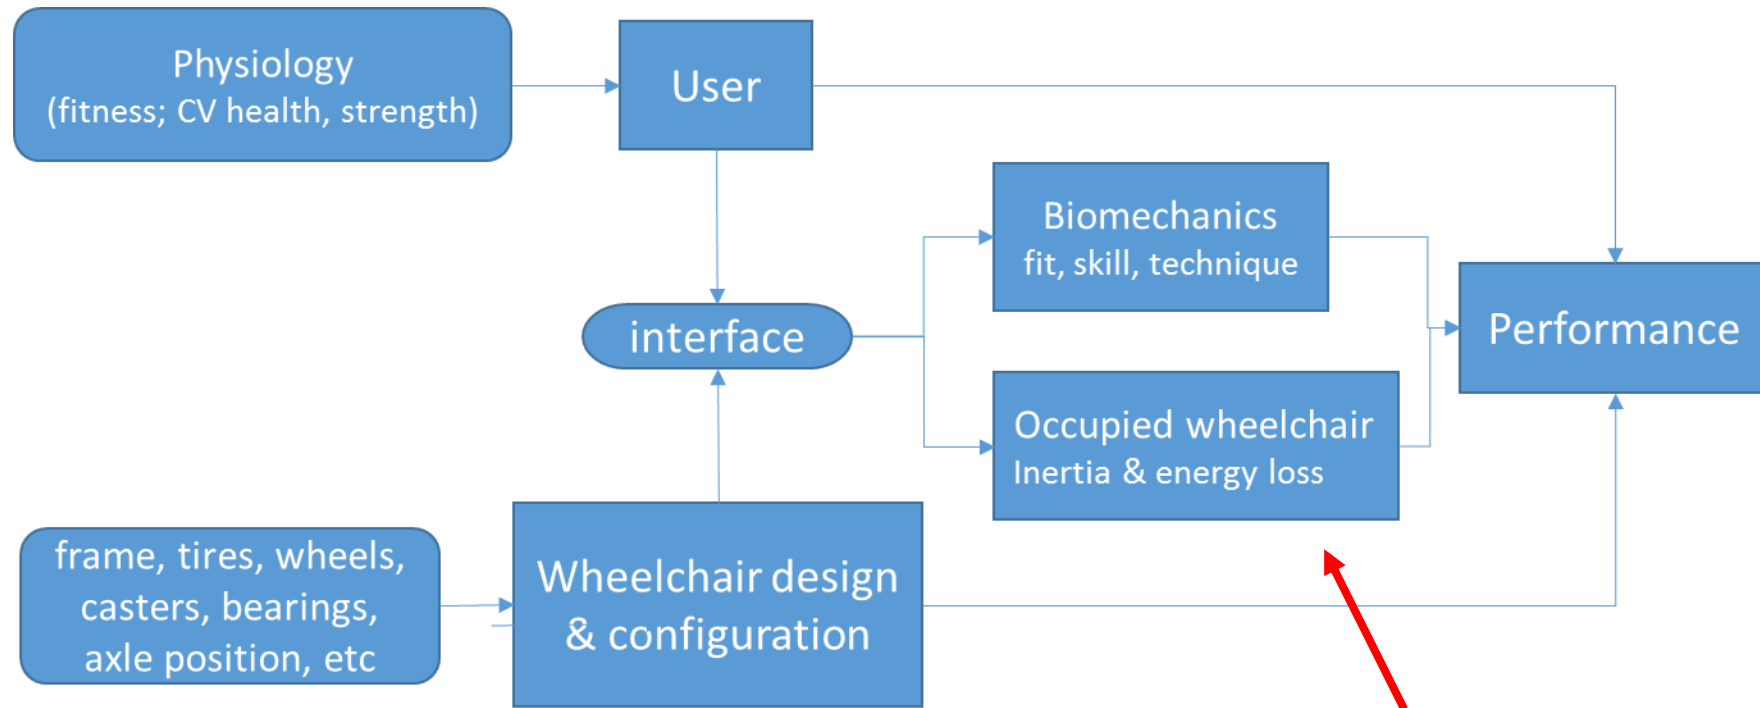 Physiology
(fitness; CV health, strength)
User
Biomechanics
fit, skill, technique
interface
Performance
Occupied wheelchair
Inertia & energy loss
frame, tires, wheels,
casters, bearings,
axle position, etc
Wheelchair design
& configuration